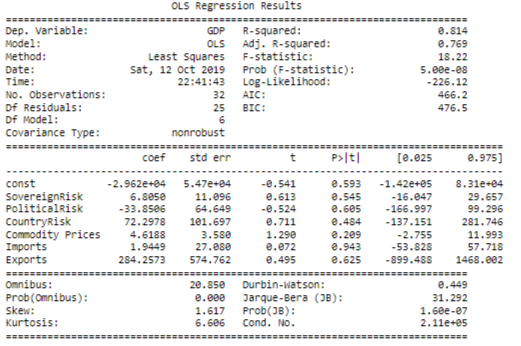 OLS Regression Results
Dep. Variable: GDP R-squared: 0.814
Model: OLS Adj. R-squared: 0.769
Method: Least Squares F-statistic: 18.22
Date: Sat, 12 Oct 2019 Prob (F-statistic): 5.00e-08
Time: 22:41:43 Log-Likelihood: -226.12
No. Observations: 32 AIC: 466.2
Df Residuals: 25 BIC: 476.5
Df Model: 6
Covariance Type: nonrobust
coef std err t P>|t| [0.025 0.975]
const -2.962e+04 5.47e+04 -0.541 0.593 -1.42e+05 8.31e+04
SovereignRisk 6.8050 11.096 0.613 0.545 -16.047 29.657
PoliticalRisk -33.8506 64.649 -0.524 0.605 -166.997 99.296
CountryRisk 72.2978 101.697 0.711 0.484 -137.151 281.746
Commodity Prices 4.6188 3.580 1.290 0.209 -2.755 11.993
Imports 1.9449 27.080 0.072 0.943 -53.828 57.718
Exports 284.2573 574.762 0.495 0.625 -899.488 1468.002
Omnibus: 20.850 Durbin-Watson: 0.449
Prob(Omnibus): 0.000 Jarque-Bera (JB): 31.292
Skew: 1.617 Prob(JB): 1.60e-07
Kurtosis: 6.606 Cond. No. 2.11e+05